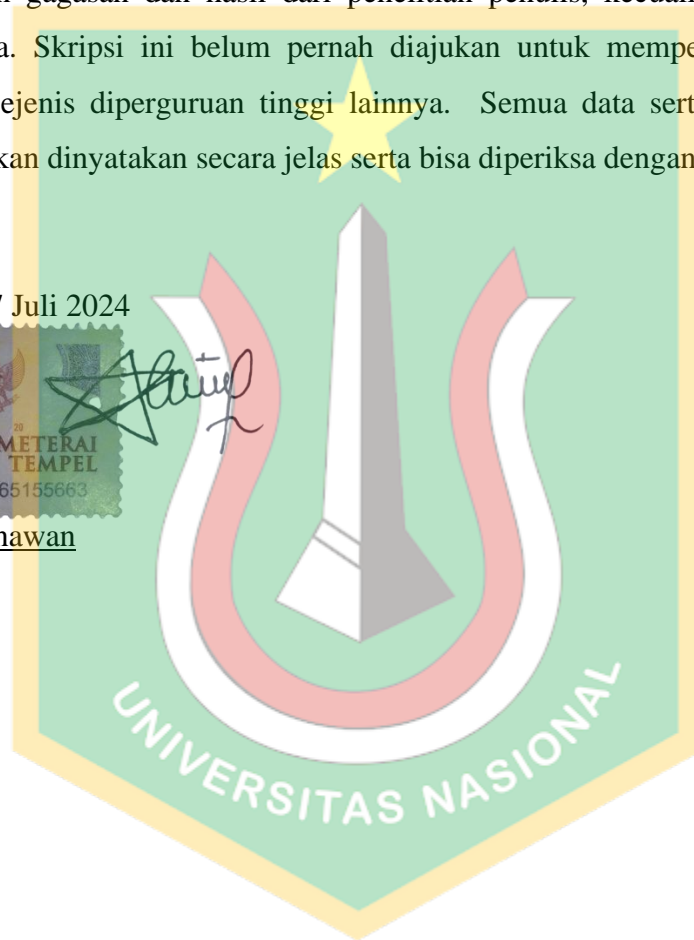 gagasan dan hasil dari penelitian penulis, kecuali
a. Skripsi ini belum pernah diajukan untuk mempe
ejenis diperguruan tinggi lainnya. Semua data sert
kan dinyatakan secara jelas serta bisa diperiksa dengan
Juli 2024
20
METERAI
TEMPEL
65155663
nawan
UNIVERSITAS NASIONAL